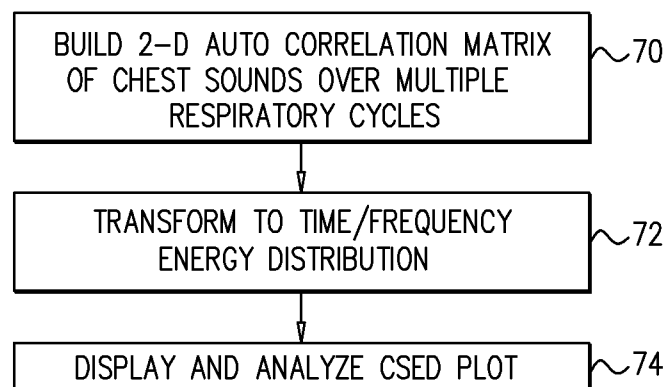 BUILD 2-D AUTO CORRELATION MATRIX
OF CHEST SOUNDS OVER MULTIPLE
RESPIRATORY CYCLES
70
TRANSFORM TO TIME/FREQUENCY
ENERGY DISTRIBUTION
72
DISPLAY AND ANALYZE CSED PLOT
74